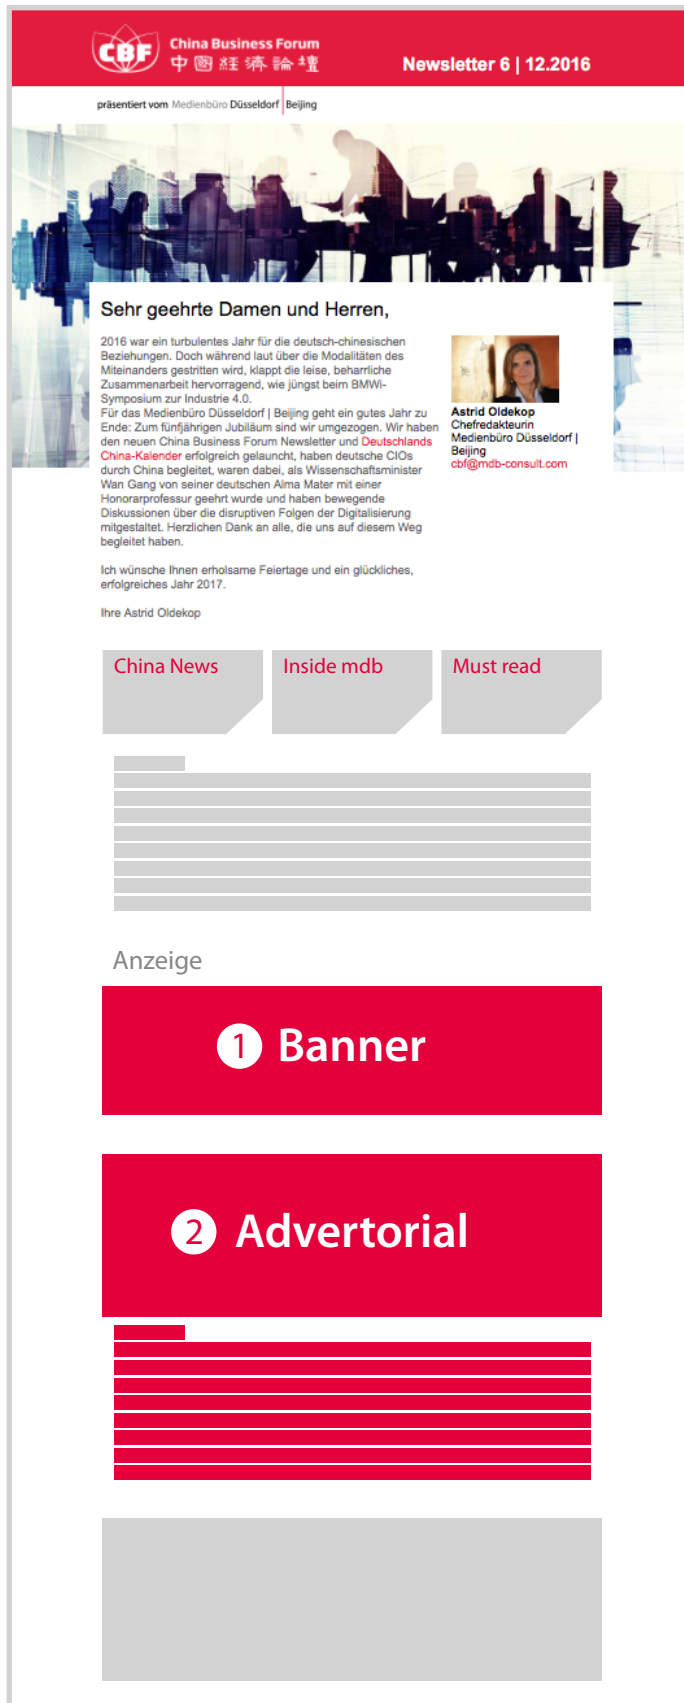 CBF
China Business Forum
中國経済論壇
Newsletter 6 | 12.2016
präsentiert vom Medienbüro Düsseldorf | Beijing
Sehr geehrte Damen und Herren,
2016 war ein turbulentes Jahr für die deutsch-chinesischen
Beziehungen. Doch während laut über die Modalitäten des
Miteinanders gestritten wird, klappt die leise, beharrliche
Zusammenarbeit hervorragend, wie jüngst beim BMWi-
Symposium zur Industrie 4.0.
Für das Medienbüro Düsseldorf | Beijing geht ein gutes Jahr zu
Ende: Zum fünfjährigen Jubiläum sind wir umgezogen. Wir haben
den neuen China Business Forum Newsletter und Deutschlands
China-Kalender erfolgreich gelauncht, haben deutsche CIOs
durch China begleitet, waren dabei, als Wissenschaftsminister
Wan Gang von seiner deutschen Alma Mater mit einer
Honorarprofessur geehrt wurde und haben bewegende
Diskussionen über die disruptiven Folgen der Digitalisierung
mitgestaltet. Herzlichen Dank an alle, die uns auf diesem Weg
begleitet haben.
Ich wünsche Ihnen erholsame Feiertage und ein glückliches,
erfolgreiches Jahr 2017.
Ihre Astrid Oldekop
Astrid Oldekop
Chefredakteurin
Medienbüro Düsseldorf |
Beijing
cbf@mdb-consult.com
China News
Inside mdb
Must read
Anzeige
1 Banner
2 Advertorial